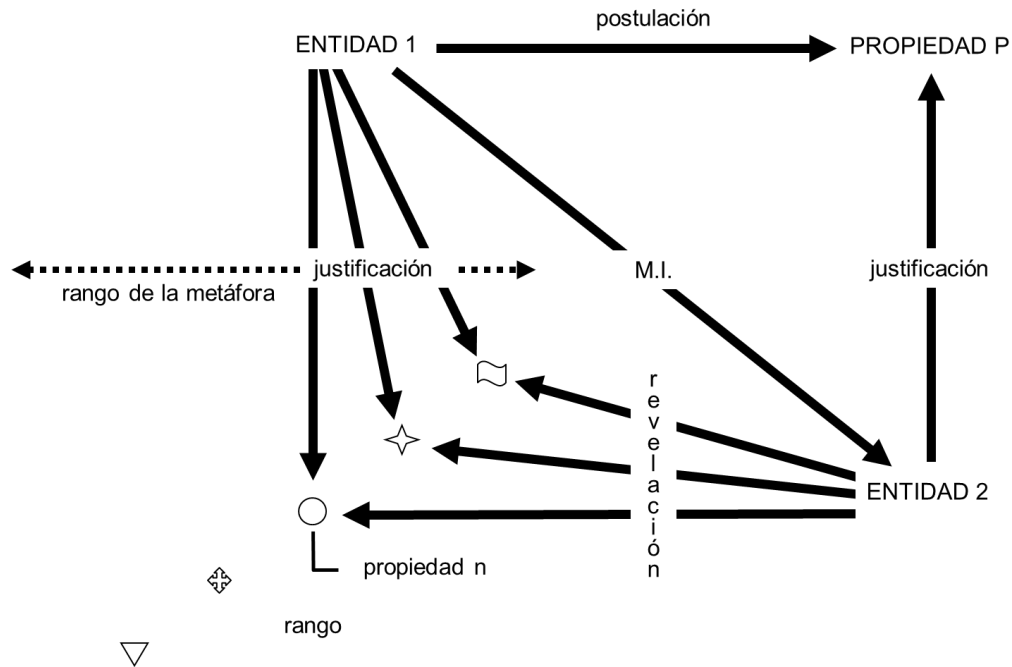 postulación
ENTIDAD 1
PROPIEDAD P
justificación
M.I.
justificación
rango de la metáfora
revelación
ENTIDAD 2
propiedad n
rango